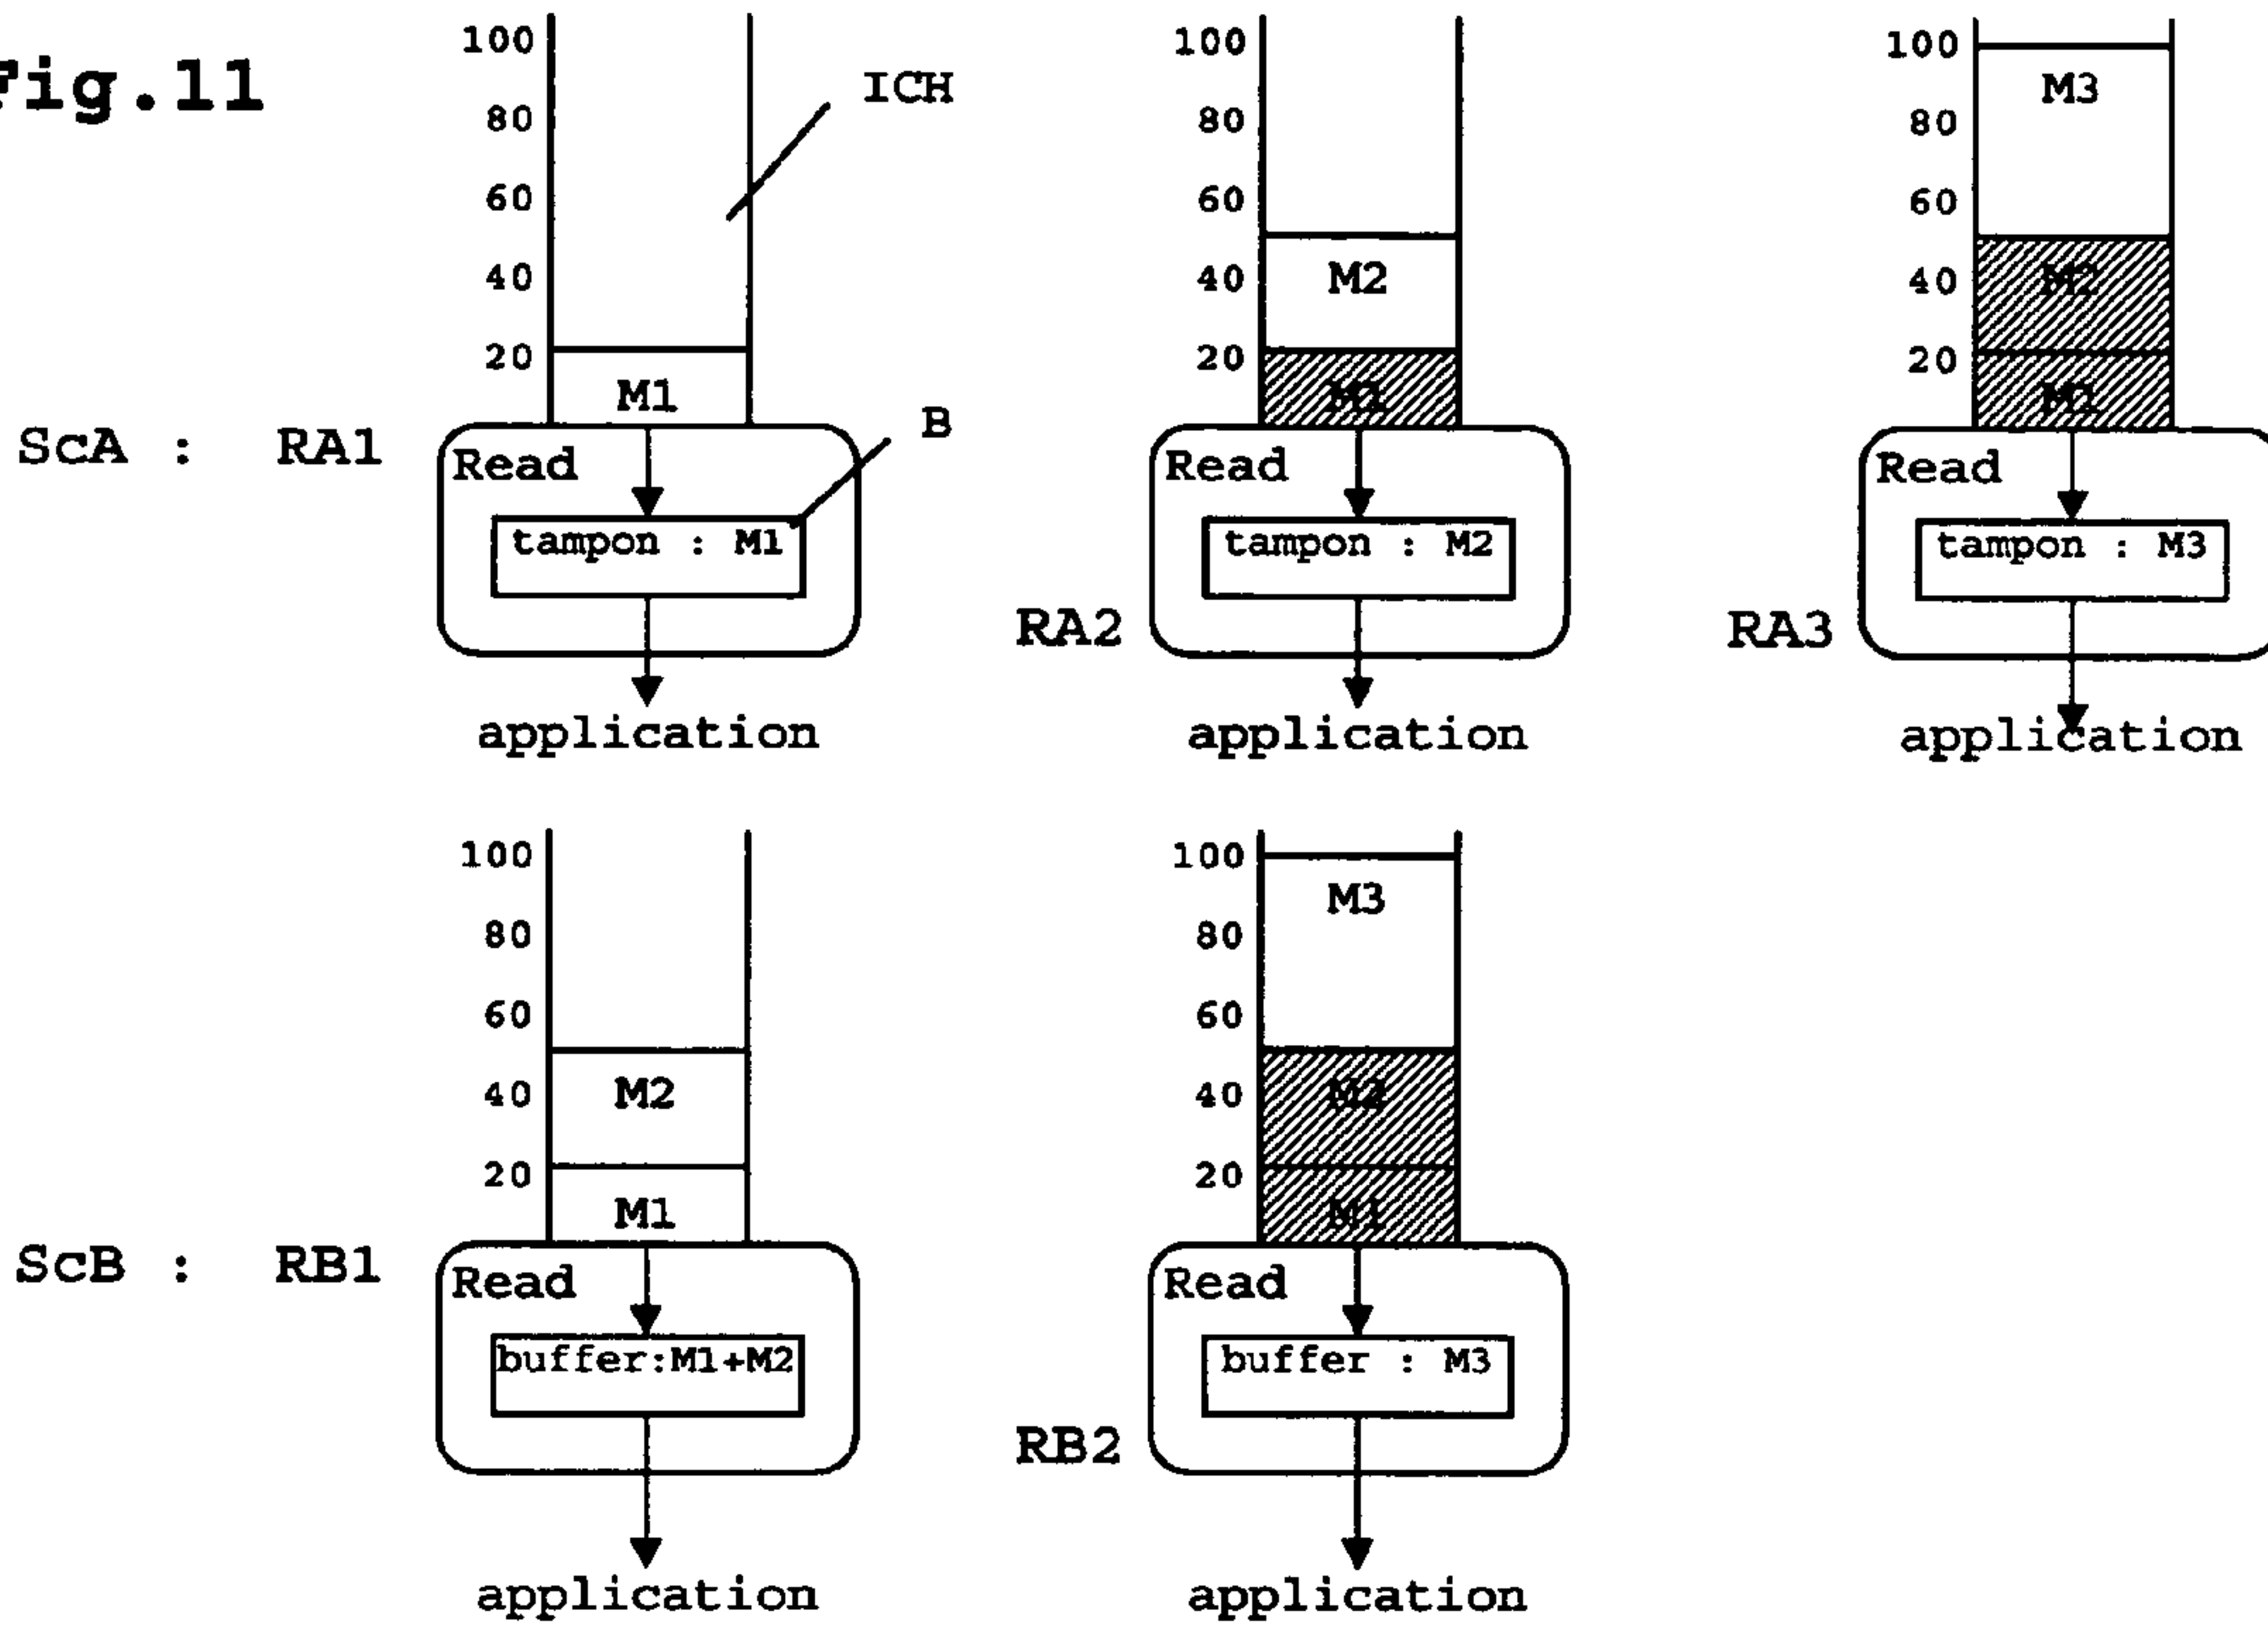 Fig.11
100
80
60
40
20
M1
ICH
B
ScA : RA1
Read
tampon : M1
application
100
80
60
40
20
M2
M1
RA2
Read
tampon : M2
application
100
80
60
40
20
M3
M2
M1
RA3
Read
tampon : M3
application
100
80
60
40
20
M2
M1
ScB : RB1
Read
buffer:M1+M2
application
100
80
60
40
20
M3
M2
M1
RB2
Read
buffer : M3
application